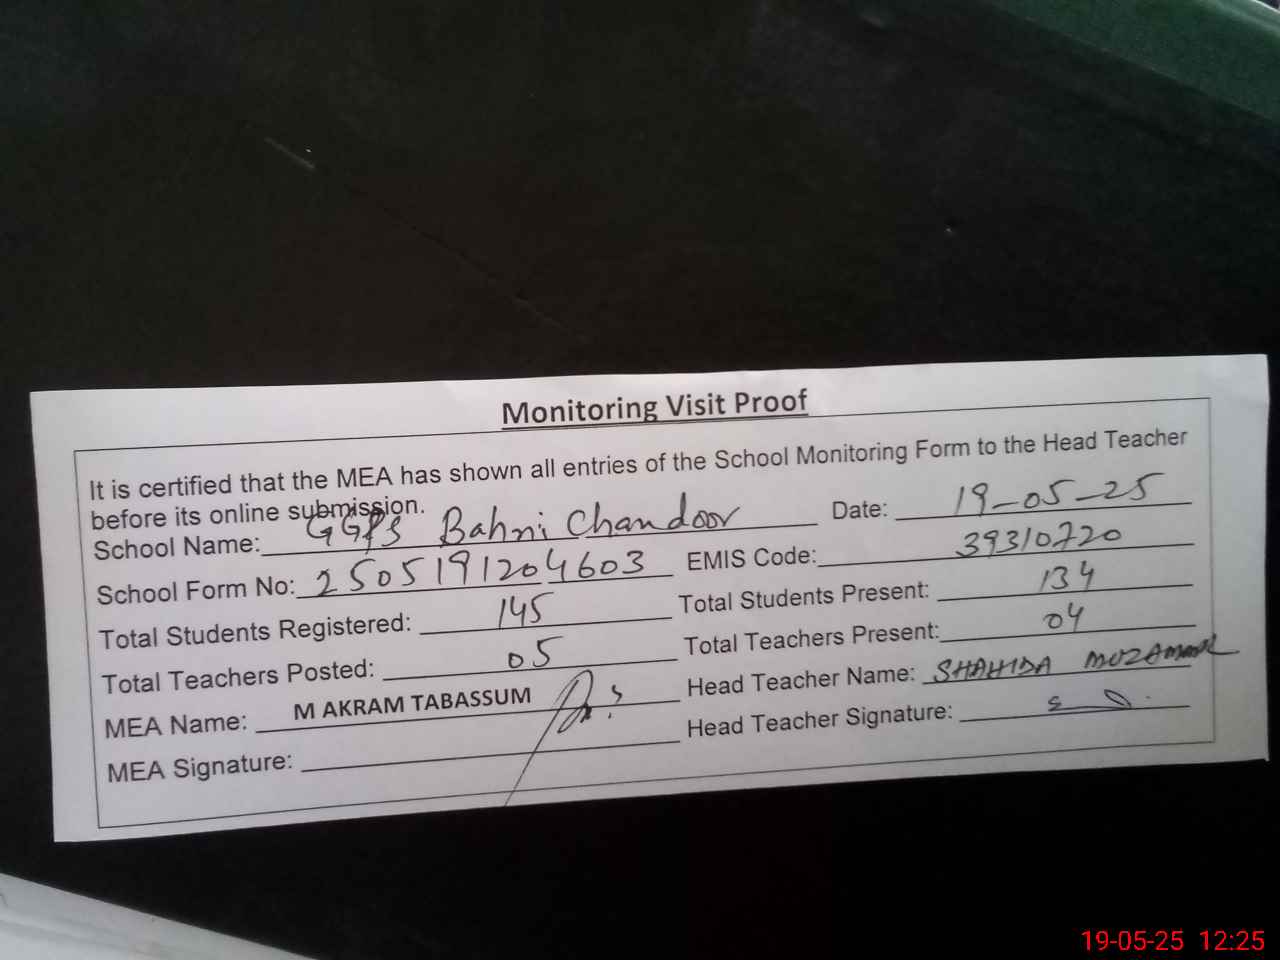 Monitoring Visit Proof
It is certified that the MEA has shown all entries of the School Monitoring Form to the Head Teacher
before its online submission.
School Name: GGPS Bahni Chandoor Date: 19-05-25
School Form No: 2505191204603 EMIS Code: 39310720
Total Students Registered: 145 Total Students Present: 134
Total Teachers Posted: 05 Total Teachers Present: 04
MEA Name: M AKRAM TABASSUM Head Teacher Name: SHAHIDA
MEA Signature: Head Teacher Signature:
19-05-25 12:25